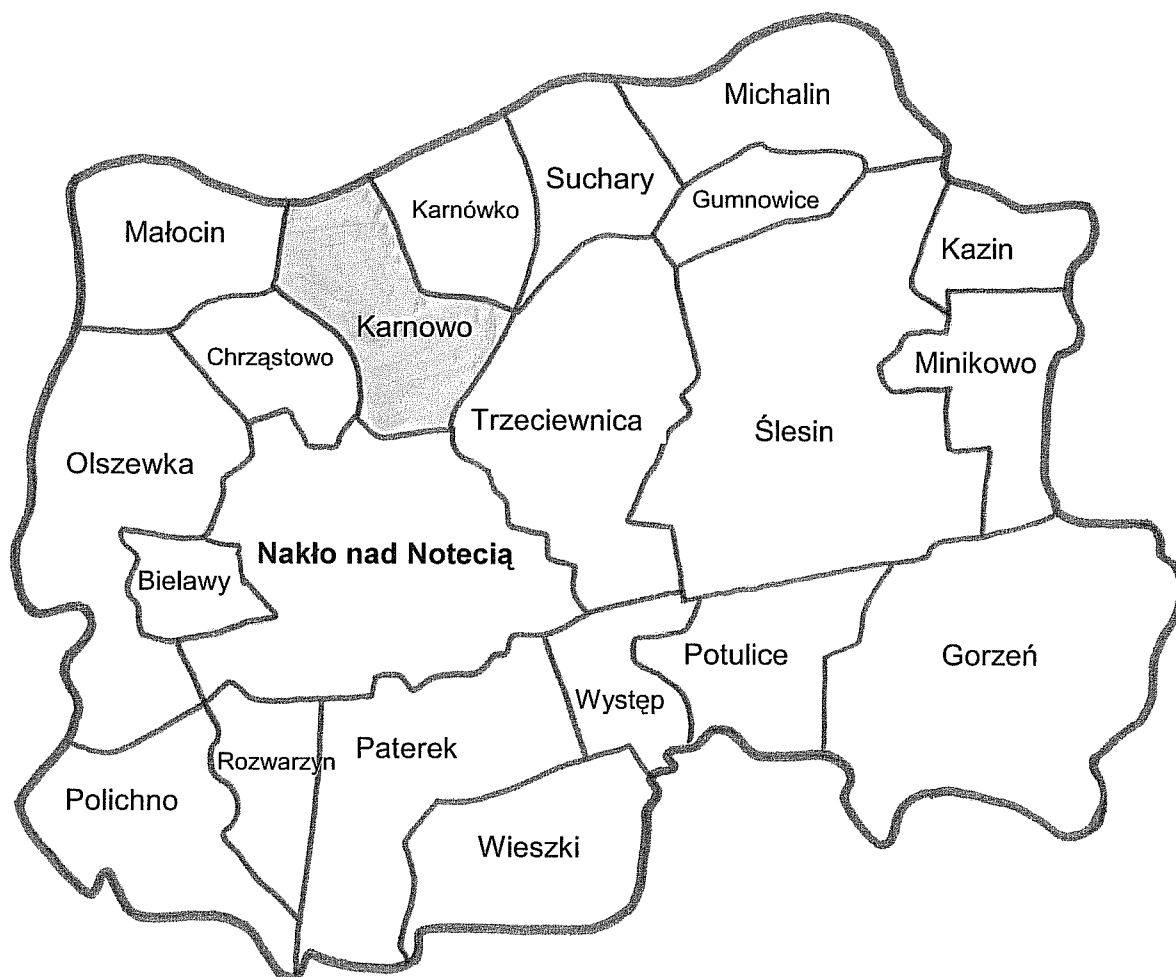 Michalin
Suchary
Karnówko
Gumnowice
Małocin
Kazin
Karnowo
Chrząstowo
Minikowo
Trzeciewnica
Ślesin
Olszewka
Nakło nad Notecią
Bielawy
Potulice
Gorzeń
Występ
Paterek
Rozwarzyn
Polichno
Wieszki